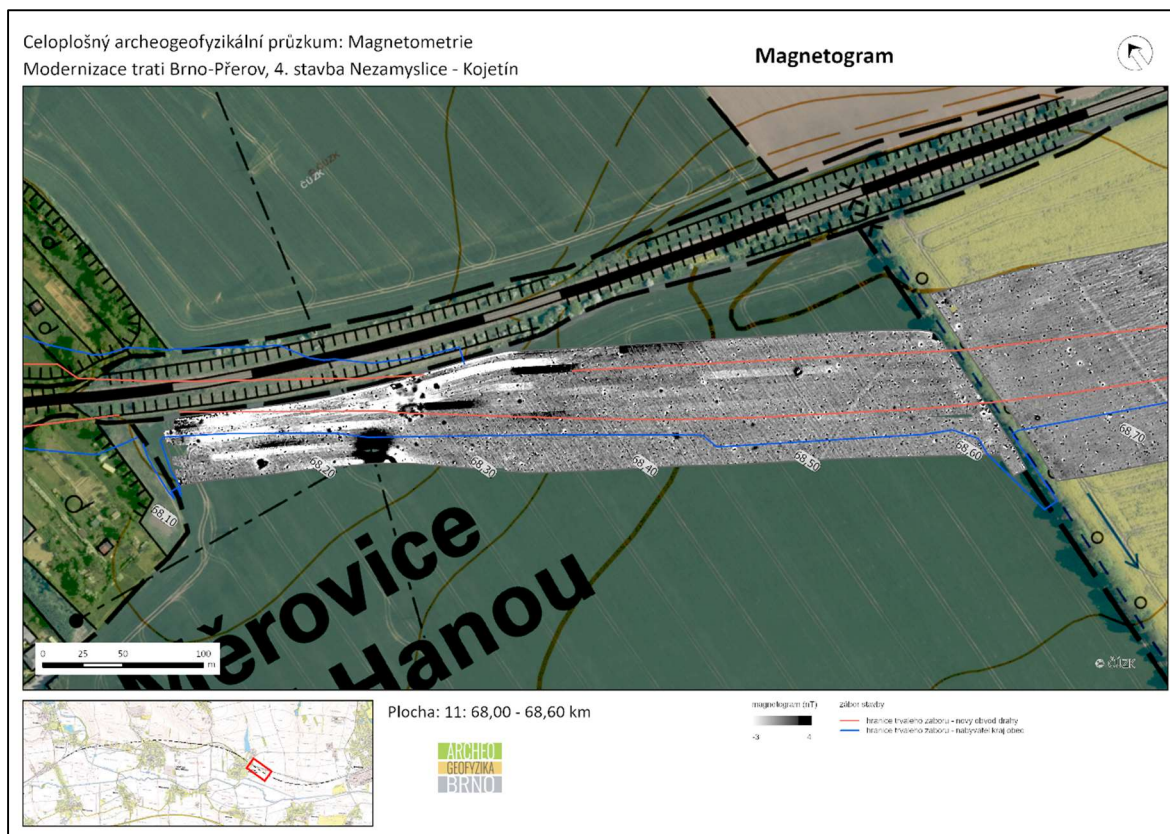 Celoplošný archeogeofyzikální průzkum: Magnetometrie
Modernizace trati Brno-Přerov, 4. stavba Nezamyslice - Kojetín
Magnetogram
ČÚZK
ČÚZK
68,10
68,20
68,30
68,40
68,50
68,60
68,70
Měrovice
Hanou
0 25 50 100
m
© ČÚZK
Plocha: 11: 68,00 - 68,60 km
ARCHEO
GEOFYZIKA
BRNO
magnetogram (nT)
-3 4
zábor stavby
hranice trvalého záboru - nový obvod dráhy
hranice trvalého záboru - nabyvatel kraj obec